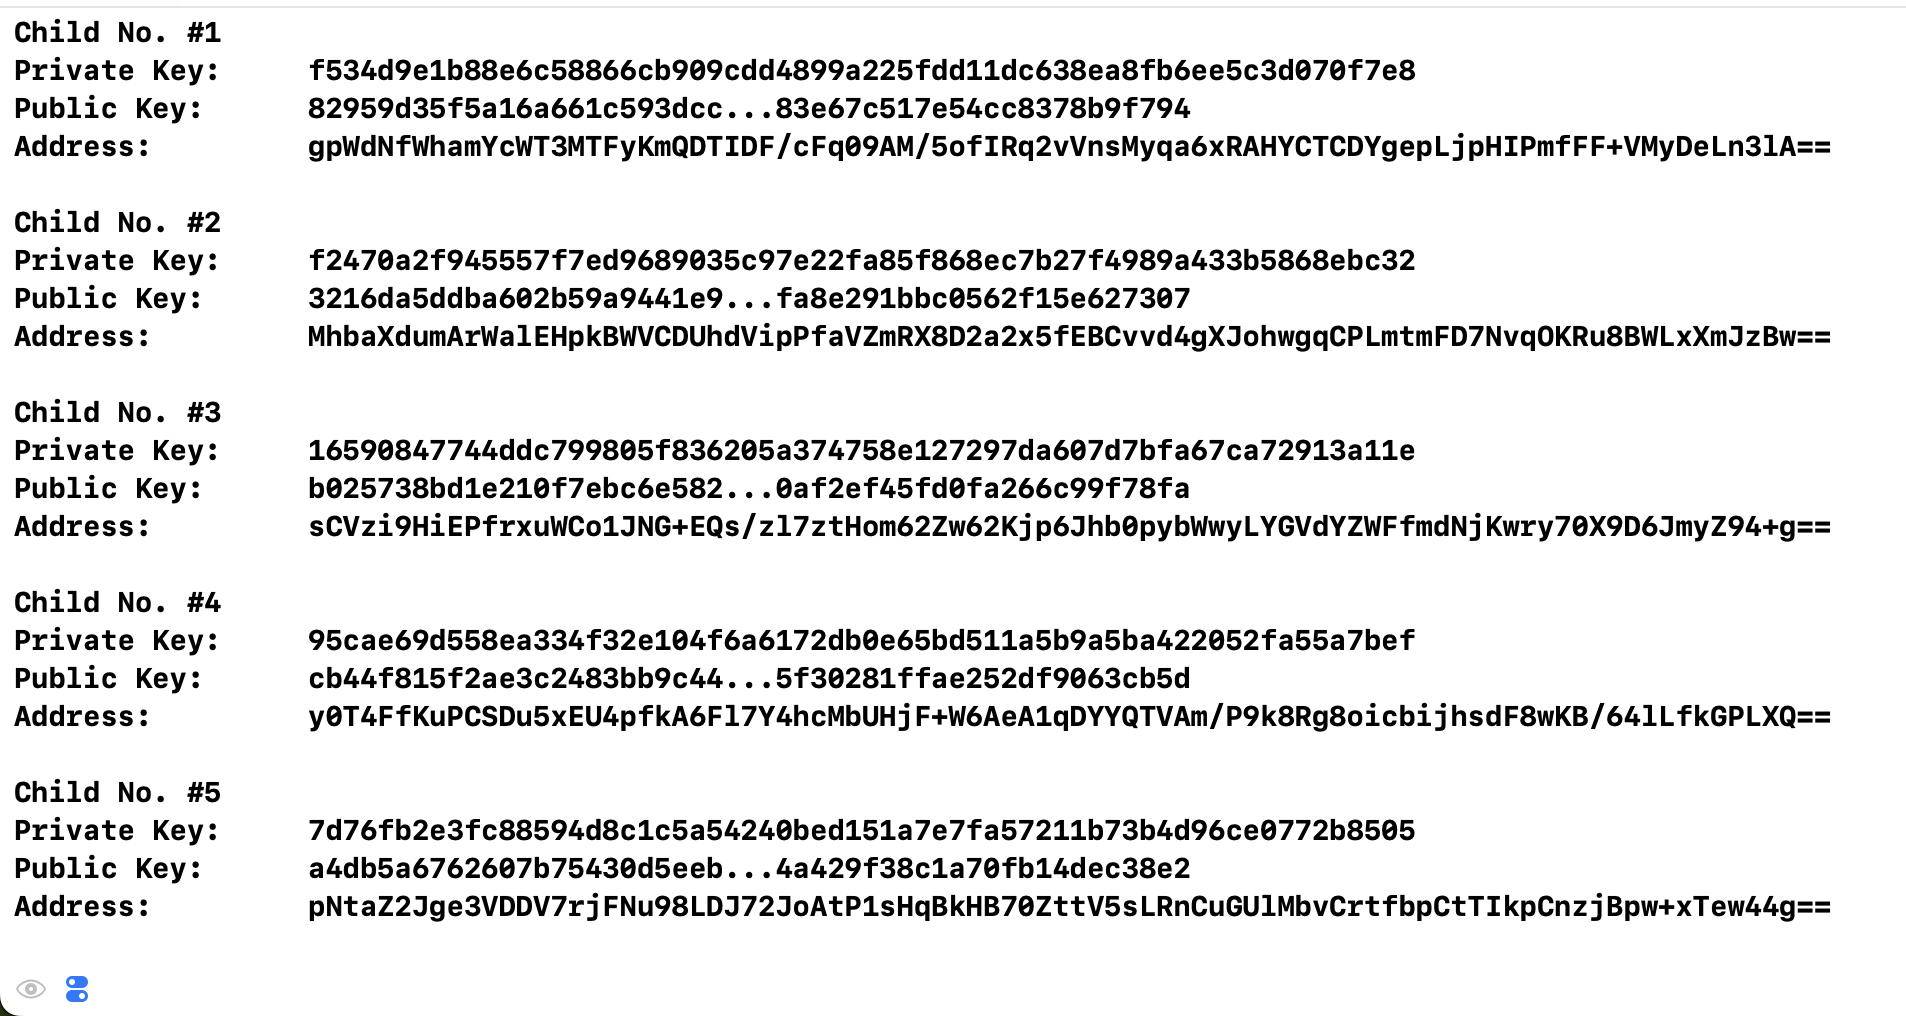 Child No. #1
Private Key: f534d9e1b88e6c58866cb909cdd4899a225fdd11dc638ea8fb6ee5c3d070f7e8
Public Key: 82959d35f5a16a661c593dcc...83e67c517e54cc8378b9f794
Address: gpWdNfWhamYcWT3MTFyKmQDTIDF/cFq09AM/5ofIRq2vVnsMyqa6xRAHYCTCDYgepLjpHIPmfFF+VMyDeLn3lA==
Child No. #2
Private Key: f2470a2f945557f7ed9689035c97e22fa85f868ec7b27f4989a433b5868ebc32
Public Key: 3216da5ddba602b59a9441e9...fa8e291bbc0562f15e627307
Address: MhbaXdumArWalEHpkBWVCDUhdVipPfaVZmRX8D2a2x5fEBCvvd4gXJohwgqCPLmtmFD7NvqOKRu8BWLxXmJzBw==
Child No. #3
Private Key: 16590847744ddc799805f836205a374758e127297da607d7bfa67ca72913a11e
Public Key: b025738bd1e210f7ebc6e582...0af2ef45fd0fa266c99f78fa
Address: sCVzi9HiEPfrxuWCo1JNG+EQs/zl7ztHom62Zw62Kjp6Jhb0pybWwyLYGVdYZWFfmdNjKwry70X9D6JmyZ94+g==
Child No. #4
Private Key: 95cae69d558ea334f32e104f6a6172db0e65bd511a5b9a5ba422052fa55a7bef
Public Key: cb44f815f2ae3c2483bb9c44...5f30281ffae252df9063cb5d
Address: y0T4FfKuPCSDu5xEU4pfkA6Fl7Y4hcMbUHjF+W6AeA1qDYYQTVAm/P9k8Rg8oicbijhsdF8wKB/64lLfkGPLXQ==
Child No. #5
Private Key: 7d76fb2e3fc88594d8c1c5a54240bed151a7e7fa57211b73b4d96ce0772b8505
Public Key: a4db5a6762607b75430d5eeb...4a429f38c1a70fb14dec38e2
Address: pNtaZ2Jge3VDDV7rjFNu98LDJ72JoAtP1sHqBkHB70ZttV5sLRnCuGUlMbvCrtfbpCtTIkpCnzjBpw+xTew44g==